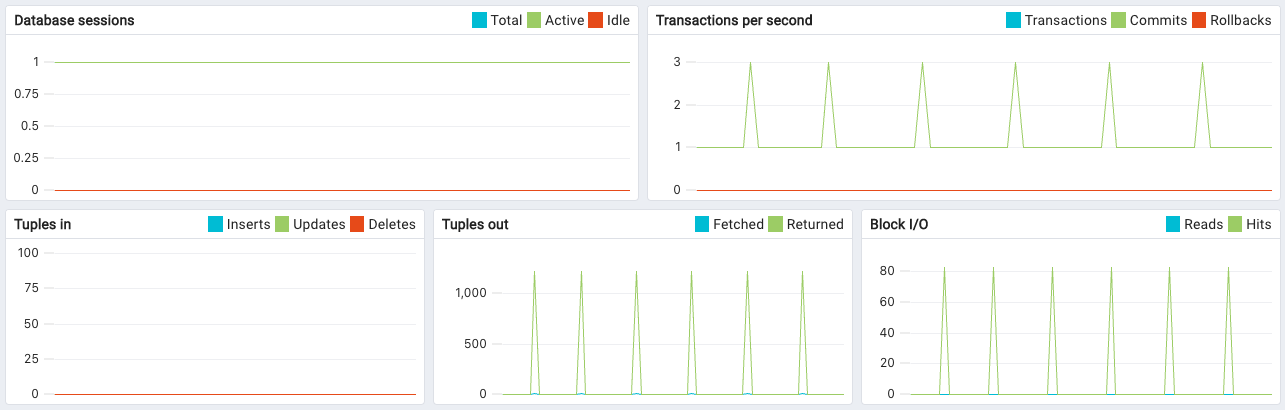 Database sessions
Total Active Idle
1
0.75
0.5
0.25
0
Transactions per second
Transactions Commits Rollbacks
3
2
1
0
Tuples in
Inserts Updates Deletes
100
75
50
25
0
Tuples out
Fetched Returned
1,000
500
0
Block I/O
Reads Hits
80
60
40
20
0